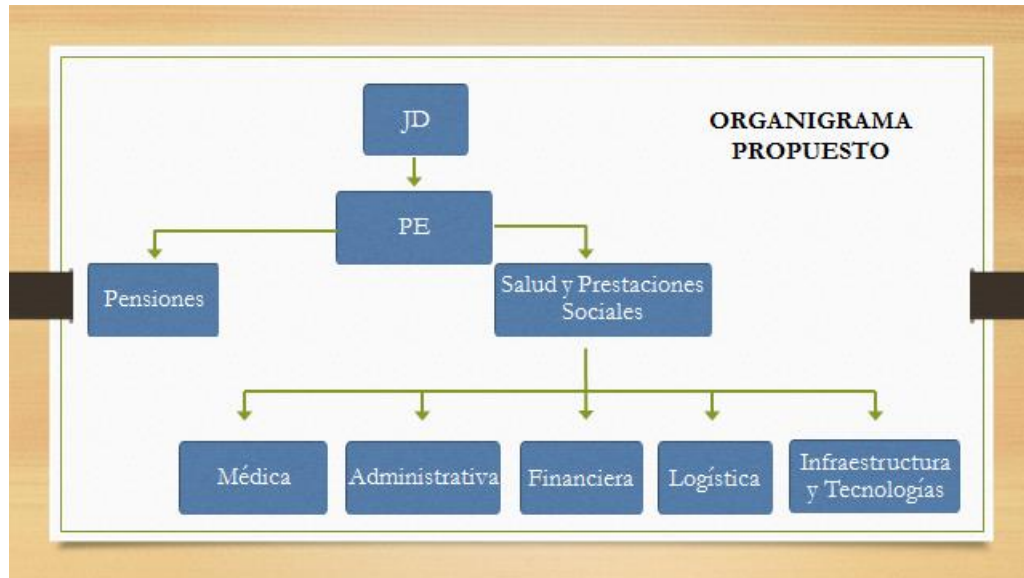 JD
ORGANIGRAMA
PROPUESTO
PE
Pensiones
Salud y Prestaciones
Sociales
Médica
Administrativa
Financiera
Logística
Infraestructura
y Tecnologías